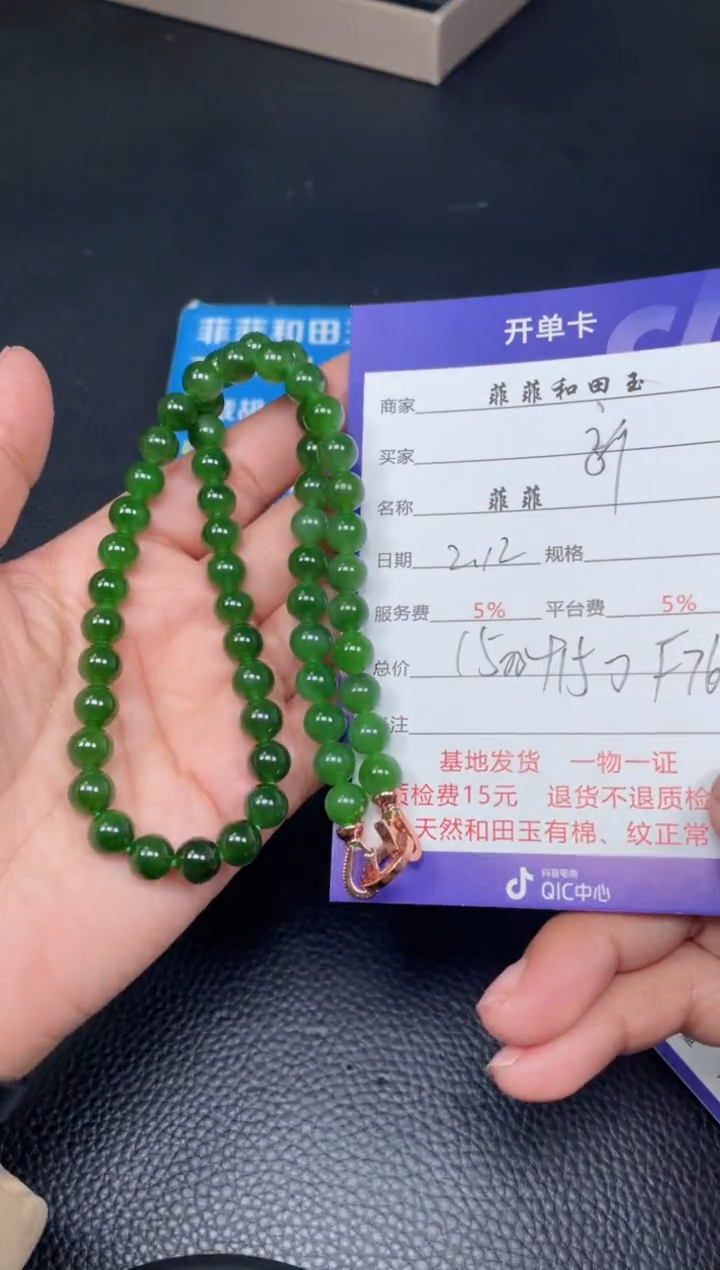 菲菲和田玉
开单卡
商家 菲菲和田玉
买家
名称 菲菲
日期 2.12 规格
服务费 5% 平台费 5%
总价 1500
注
基地发货 一物一证
质检费15元 退货不退质检
天然和田玉有棉、纹正常
抖音电商
QIC中心